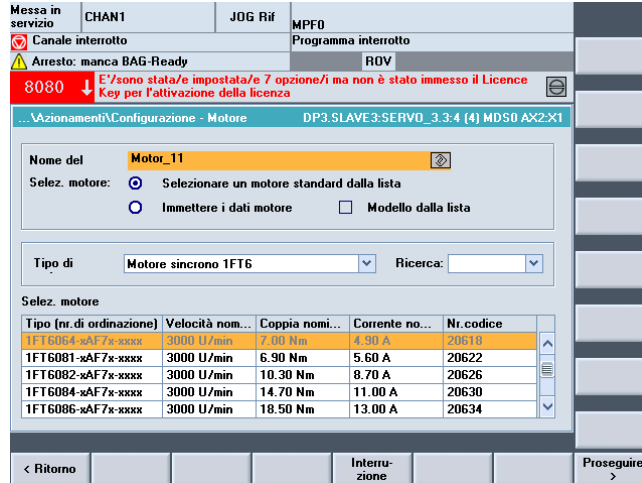 Messa in servizio CHAN1 JOG Rif MPF0
Canale interrotto Programma interrotto
Arresto: manca BAG-Ready ROV
8080 E'/sono stata/e impostata/e 7 opzione/i ma non è stato immesso il Licence
Key per l'attivazione della licenza
...\Azionamenti\Configurazione - Motore DP3.SLAVE3:SERVO_3.3:4 (4) MDS0 AX2:X1
Nome del Motor_11
Selez. motore: Selezionare un motore standard dalla lista
Immettere i dati motore Modello dalla lista
Tipo di Motore sincrono 1FT6 Ricerca:
Selez. motore
Tipo (nr.di ordinazione) Velocità nom... Coppia nomi... Corrente no... Nr.codice
1FT6064-xAF7x-xxxx 3000 U/min 7.00 Nm 4.90 A 20618
1FT6081-xAF7x-xxxx 3000 U/min 6.90 Nm 5.60 A 20622
1FT6082-xAF7x-xxxx 3000 U/min 10.30 Nm 8.70 A 20626
1FT6084-xAF7x-xxxx 3000 U/min 14.70 Nm 11.00 A 20630
1FT6086-xAF7x-xxxx 3000 U/min 18.50 Nm 13.00 A 20634
< Ritorno Interru-
zione Proseguire
>